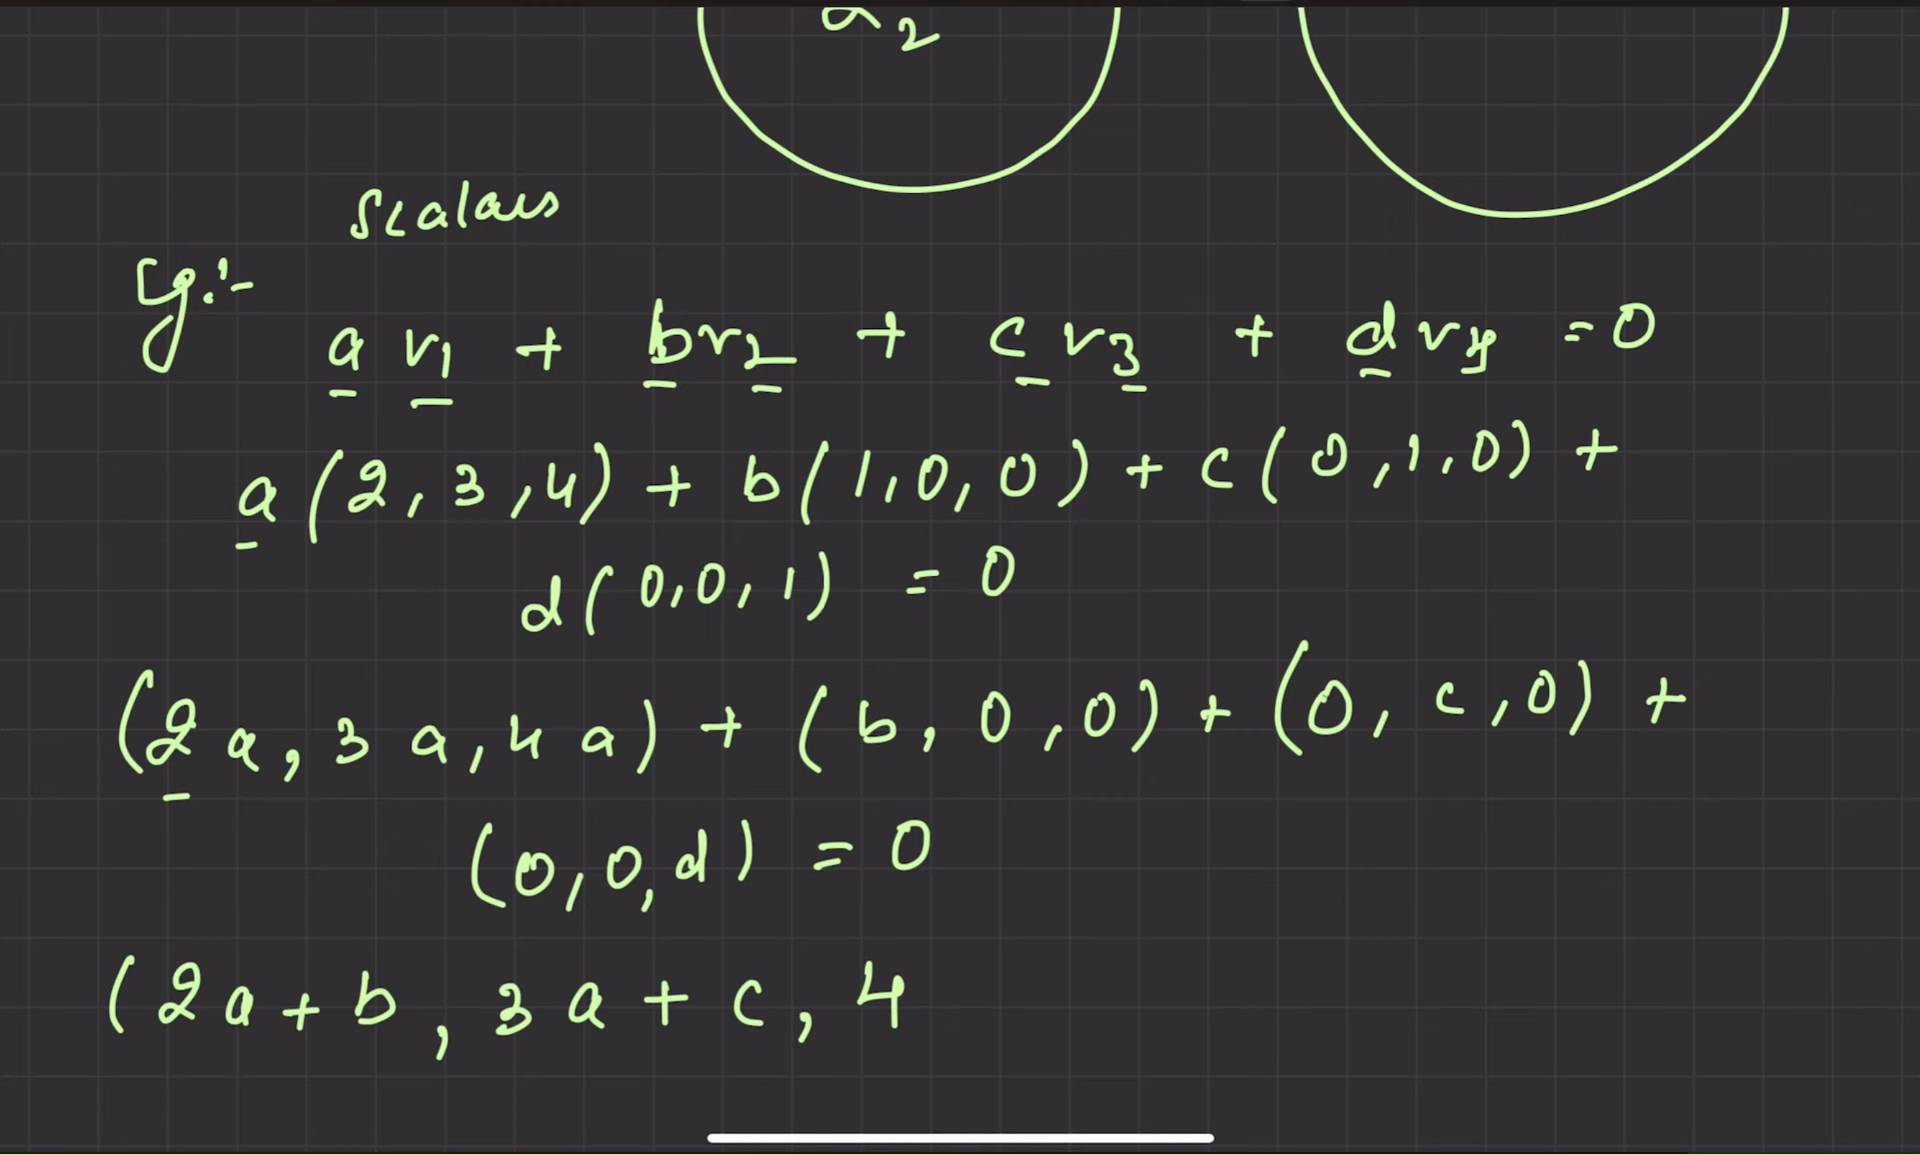 2
Scalars
Eg:-
a v1 + b v2 + c v3 + d v4 = 0
a (2, 3, 4) + b (1, 0, 0) + c (0, 1, 0) +
d (0, 0, 1) = 0
(2a, 3a, 4a) + (b, 0, 0) + (0, c, 0) +
(0, 0, d) = 0
(2a + b, 3a + c, 4